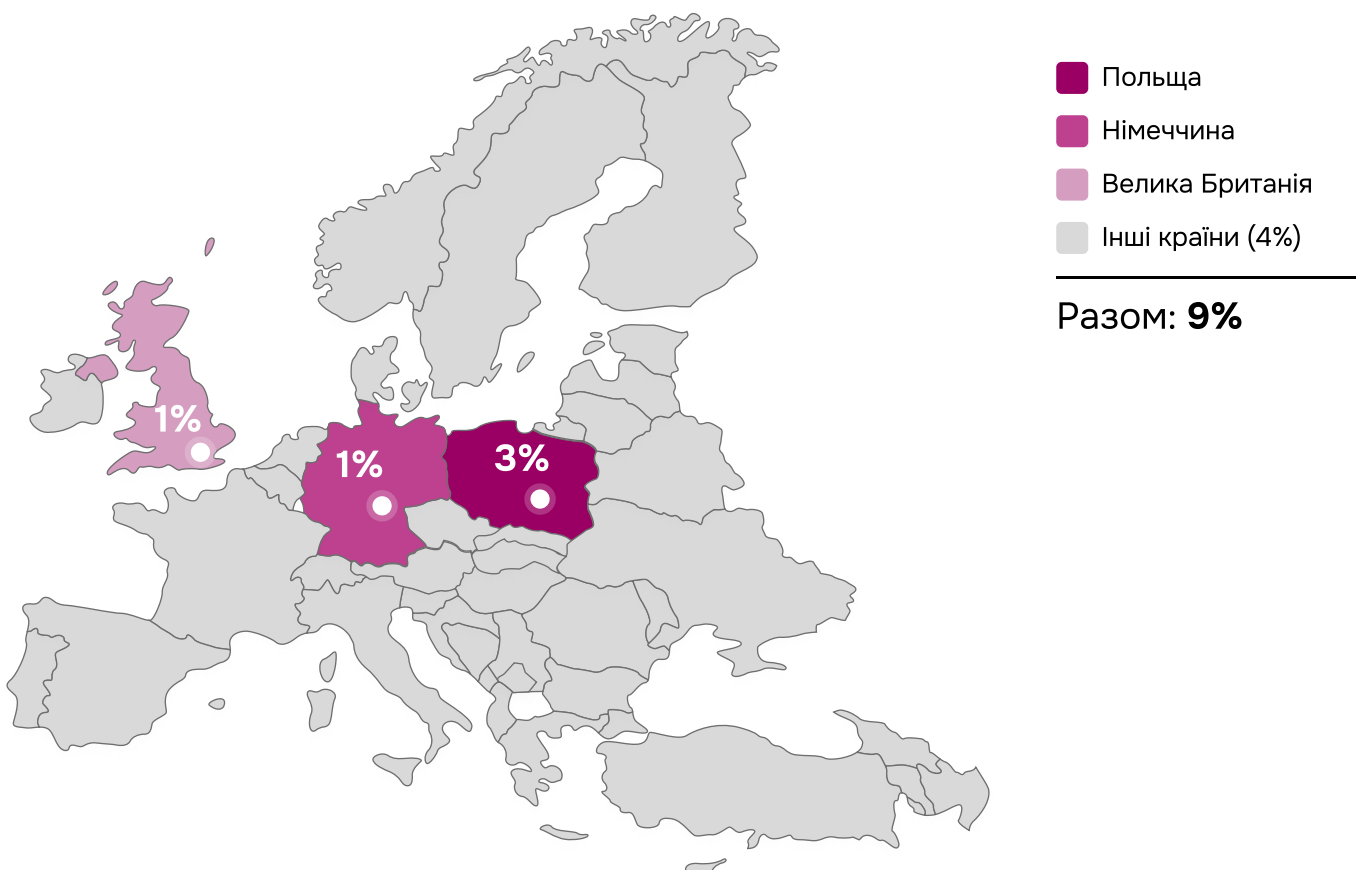 Польща
Німеччина
Велика Британія
Інші країни (4%)
Разом: 9%
1%
1%
3%